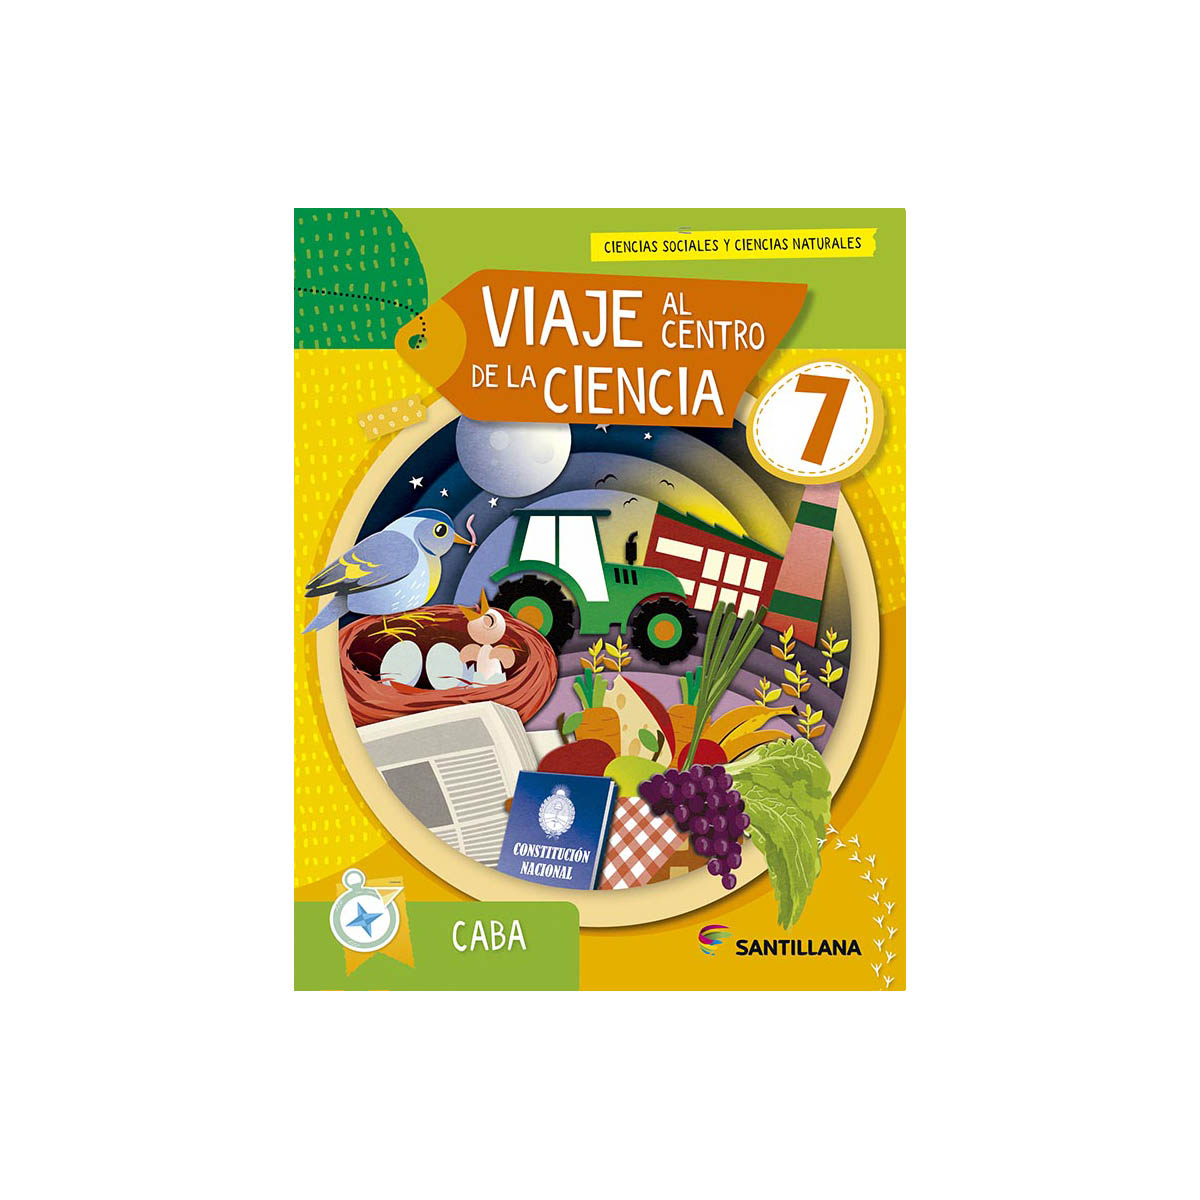 CIENCIAS SOCIALES Y CIENCIAS NATURALES
VIAJE AL
CENTRO
DE LA CIENCIA
7
CONSTITUCIÓN
NACIONAL
CABA
SANTILLANA